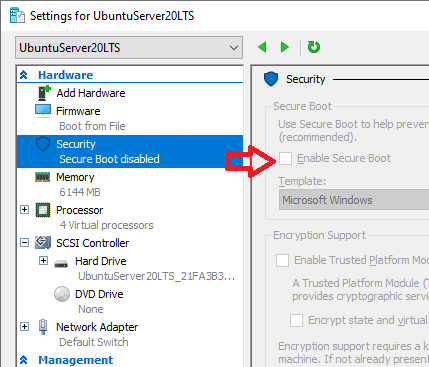 Settings for UbuntuServer20LTS
UbuntuServer20LTS
Hardware
Add Hardware
Firmware
Boot from File
Security
Secure Boot disabled
Memory
6144 MB
Processor
4 Virtual processors
SCSI Controller
Hard Drive
UbuntuServer20LTS_21FA3B3...
DVD Drive
None
Network Adapter
Default Switch
Management
Security
Secure Boot
Use Secure Boot to help preven
(recommended).
Enable Secure Boot
Template:
Microsoft Windows
Encryption Support
Enable Trusted Platform Mod
A Trusted Platform Module (
provides cryptographic servic
Encrypt state and virtual
Encryption support requires a k
machine. If not already present